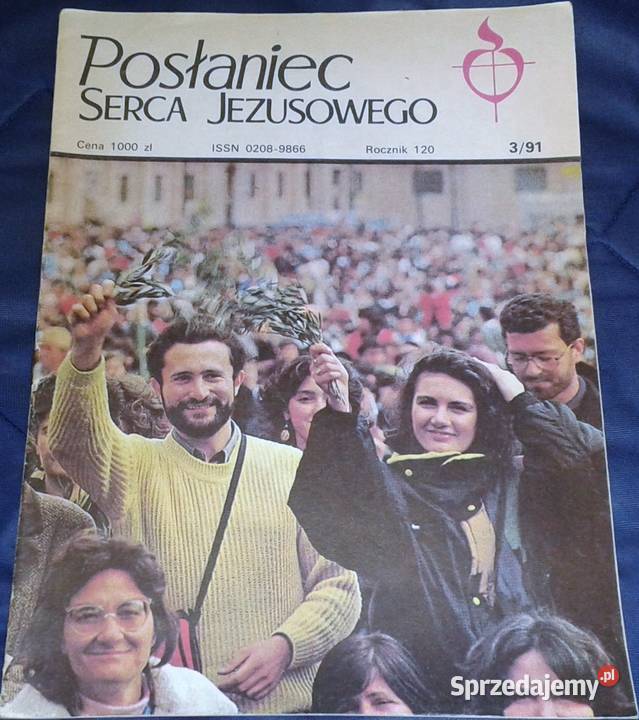 Posłaniec
SERCA JEZUSOWEGO
Cena 1000 zł ISSN 0208-9866 Rocznik 120 3/91
Sprzedajemy.pl